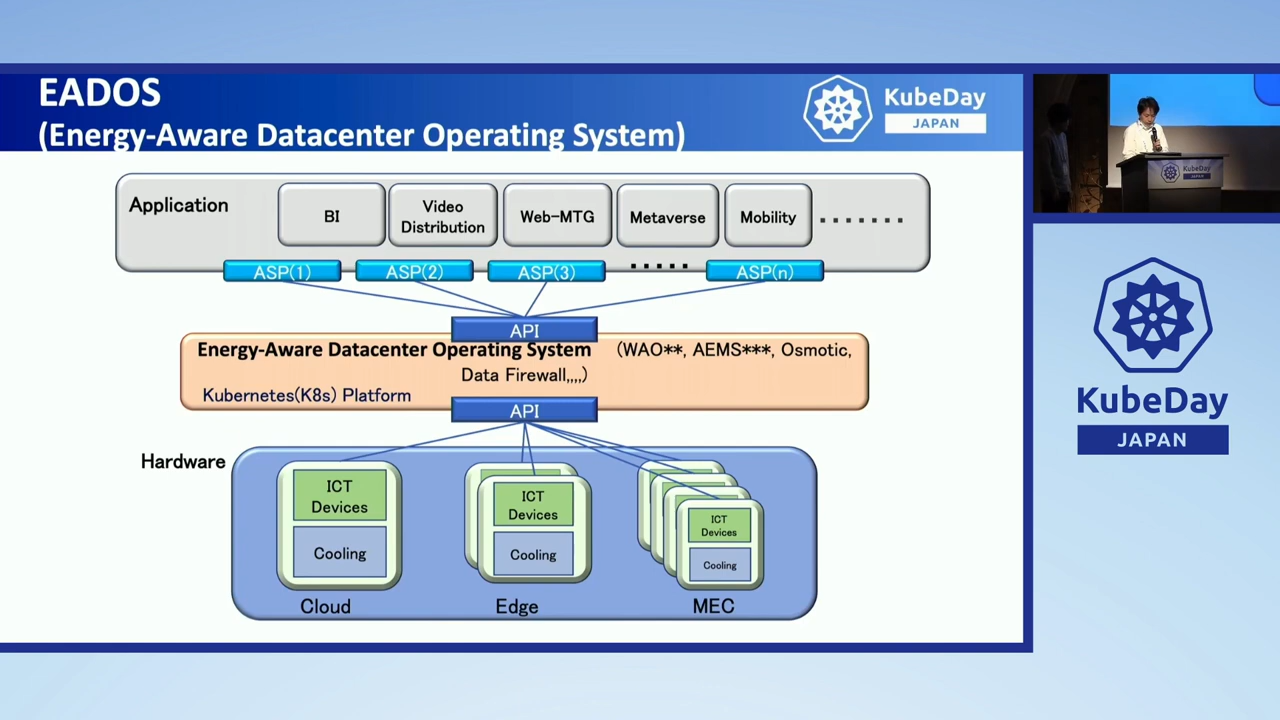 EADOS
(Energy-Aware Datacenter Operating System)
KubeDay
JAPAN
Application
BI
Video
Distribution
Web-MTG
Metaverse
Mobility
.......
ASP(1)
ASP(2)
ASP(3)
.....
ASP(n)
API
Energy-Aware Datacenter Operating System (WAO**, AEMS***, Osmotic,
Data Firewall,,,,)
Kubernetes(K8s) Platform
API
Hardware
ICT
Devices
Cooling
Cloud
ICT
Devices
Cooling
Edge
ICT
Devices
Cooling
MEC
KubeDay
JAPAN
KubeDay
JAPAN